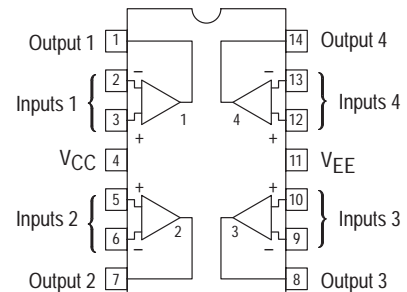 Output 1 1 14 Output 4
2 − − 13
Inputs 1 1 4 Inputs 4
3 + + 12
VCC 4 11 VEE
5 + + 10
Inputs 2 2 3 Inputs 3
6 − − 9
Output 2 7 8 Output 3